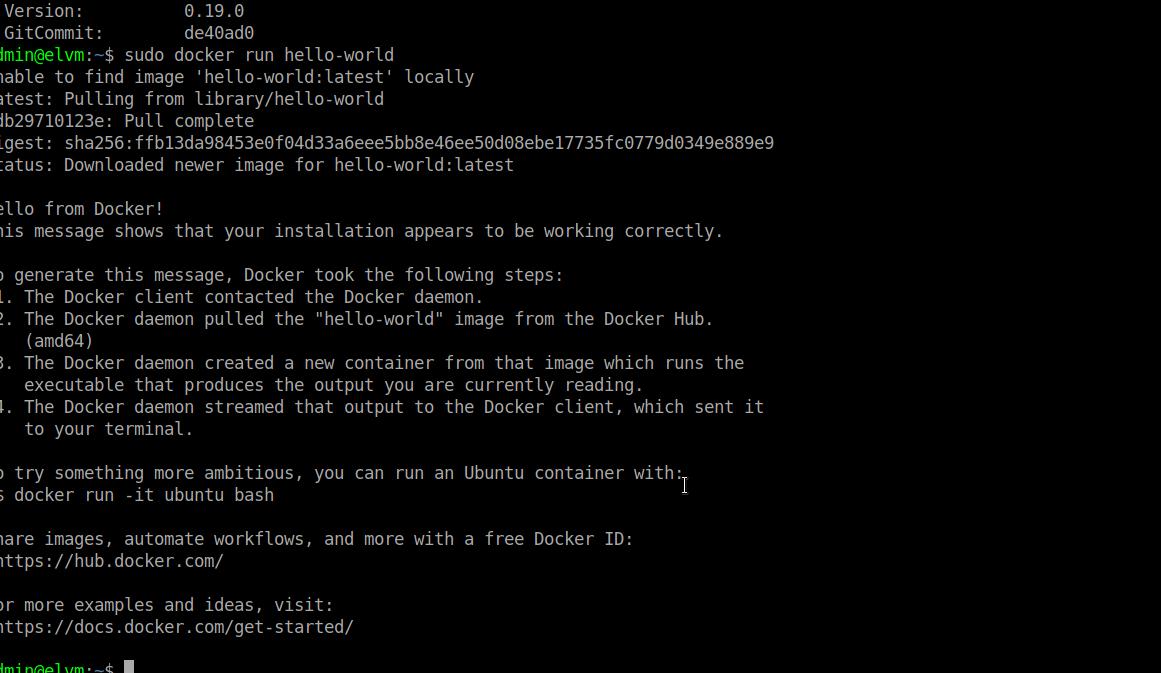 Version: 0.19.0
GitCommit: de40ad0
dmin@elvm:~$ sudo docker run hello-world
nable to find image 'hello-world:latest' locally
atest: Pulling from library/hello-world
db29710123e: Pull complete
igest: sha256:ffb13da98453e0f04d33a6eee5bb8e46ee50d08ebe17735fc0779d0349e889e9
tatus: Downloaded newer image for hello-world:latest
ello from Docker!
his message shows that your installation appears to be working correctly.
o generate this message, Docker took the following steps:
1. The Docker client contacted the Docker daemon.
2. The Docker daemon pulled the "hello-world" image from the Docker Hub.
(amd64)
3. The Docker daemon created a new container from that image which runs the
executable that produces the output you are currently reading.
4. The Docker daemon streamed that output to the Docker client, which sent it
to your terminal.
o try something more ambitious, you can run an Ubuntu container with:
$ docker run -it ubuntu bash
hare images, automate workflows, and more with a free Docker ID:
https://hub.docker.com/
or more examples and ideas, visit:
https://docs.docker.com/get-started/
dmin@elvm:~$